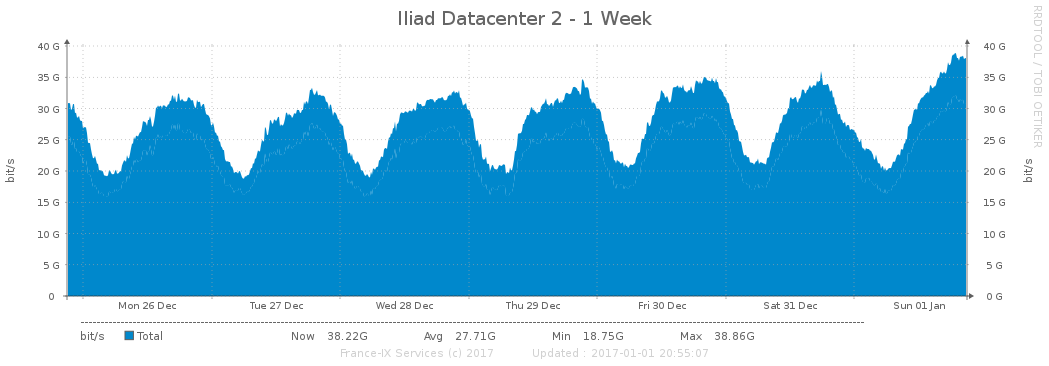 Iliad Datacenter 2 - 1 Week
RRDTOOL / TOBI OETIKER
bit/s
40 G 40 G
35 G 35 G
30 G 30 G
25 G 25 G
20 G 20 G
15 G 15 G
10 G 10 G
5 G 5 G
0 0 G
bit/s
Mon 26 Dec Tue 27 Dec Wed 28 Dec Thu 29 Dec Fri 30 Dec Sat 31 Dec Sun 01 Jan
bit/s Total Now 38.22G Avg 27.71G Min 18.75G Max 38.86G
France-IX Services (c) 2017 Updated : 2017-01-01 20:55:07